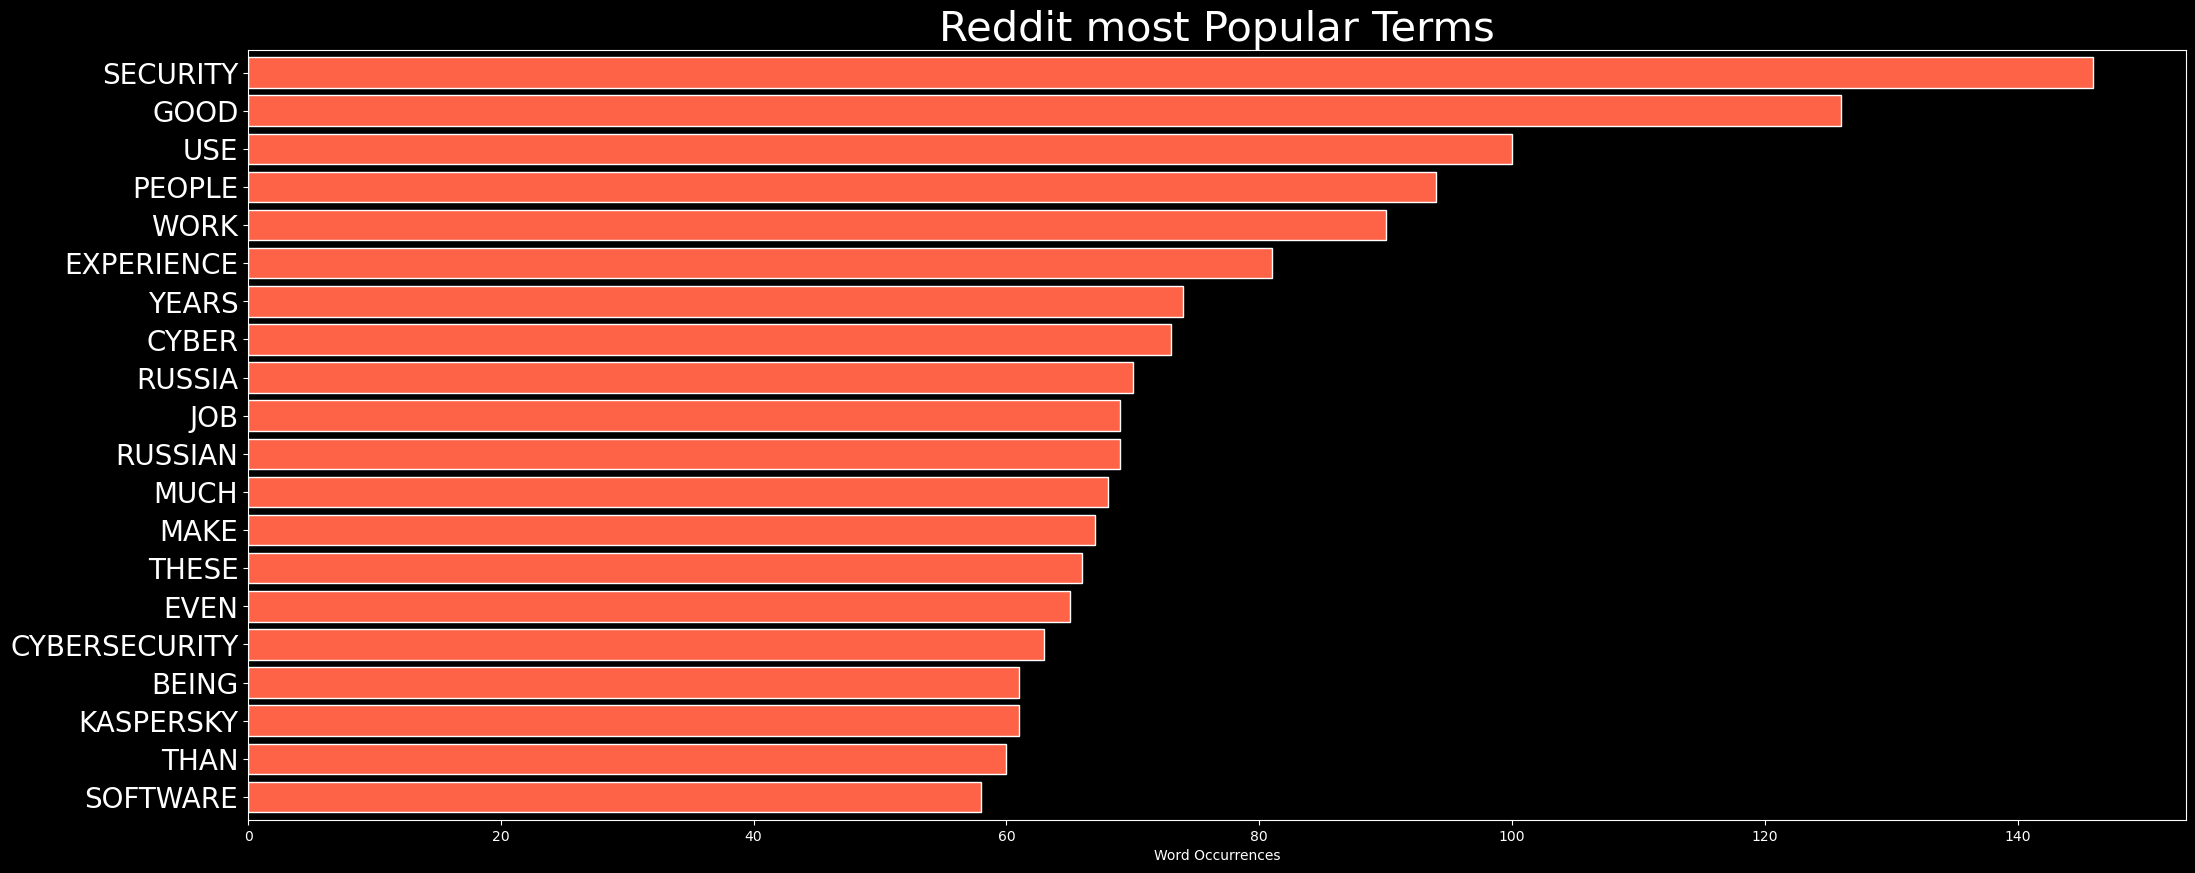 Reddit most Popular Terms
SECURITY
GOOD
USE
PEOPLE
WORK
EXPERIENCE
YEARS
CYBER
RUSSIA
JOB
RUSSIAN
MUCH
MAKE
THESE
EVEN
CYBERSECURITY
BEING
KASPERSKY
THAN
SOFTWARE
0 20 40 60 80 100 120 140
Word Occurrences